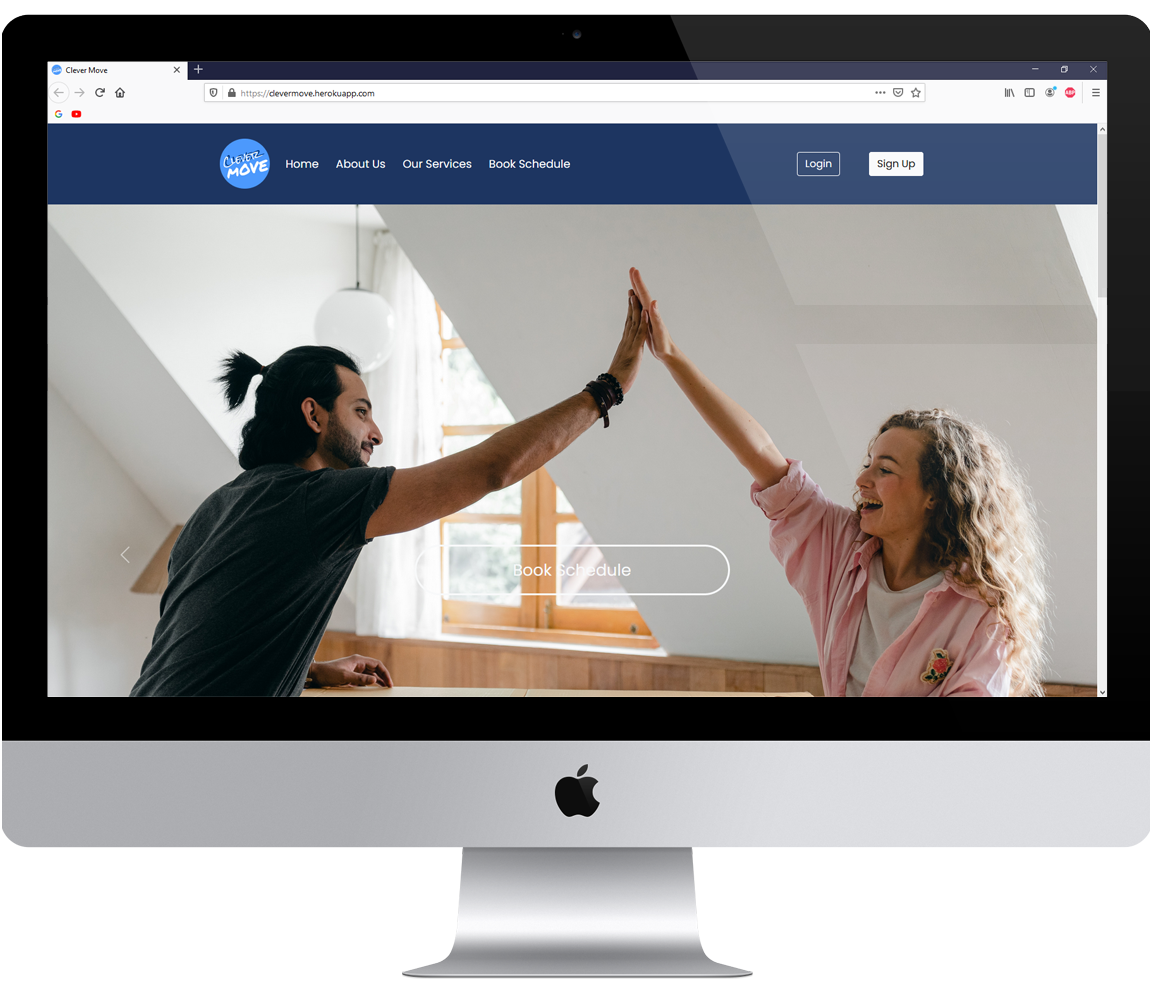 Clever Move
https://clevermove.herokuapp.com
ABP
CLEVER
MOVE
Home About Us Our Services Book Schedule Login Sign Up
Book Schedule